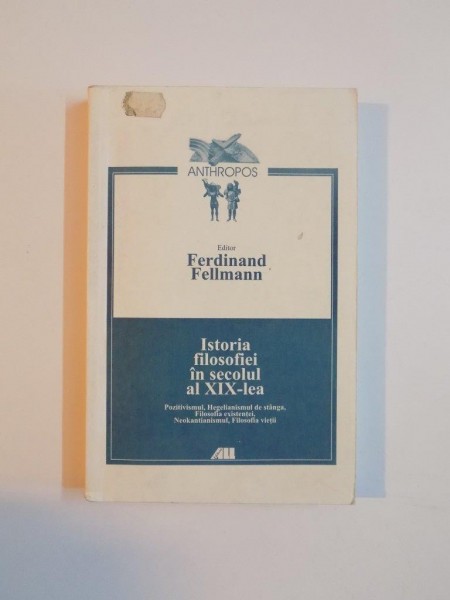 ANTHROPOS
Editor
Ferdinand
Fellmann
Istoria
filosofiei
în secolul
al XIX-lea
Pozitivismul, Hegelianismul de stânga,
Filosofia existenței,
Neokantianismul, Filosofia vieții
ALL